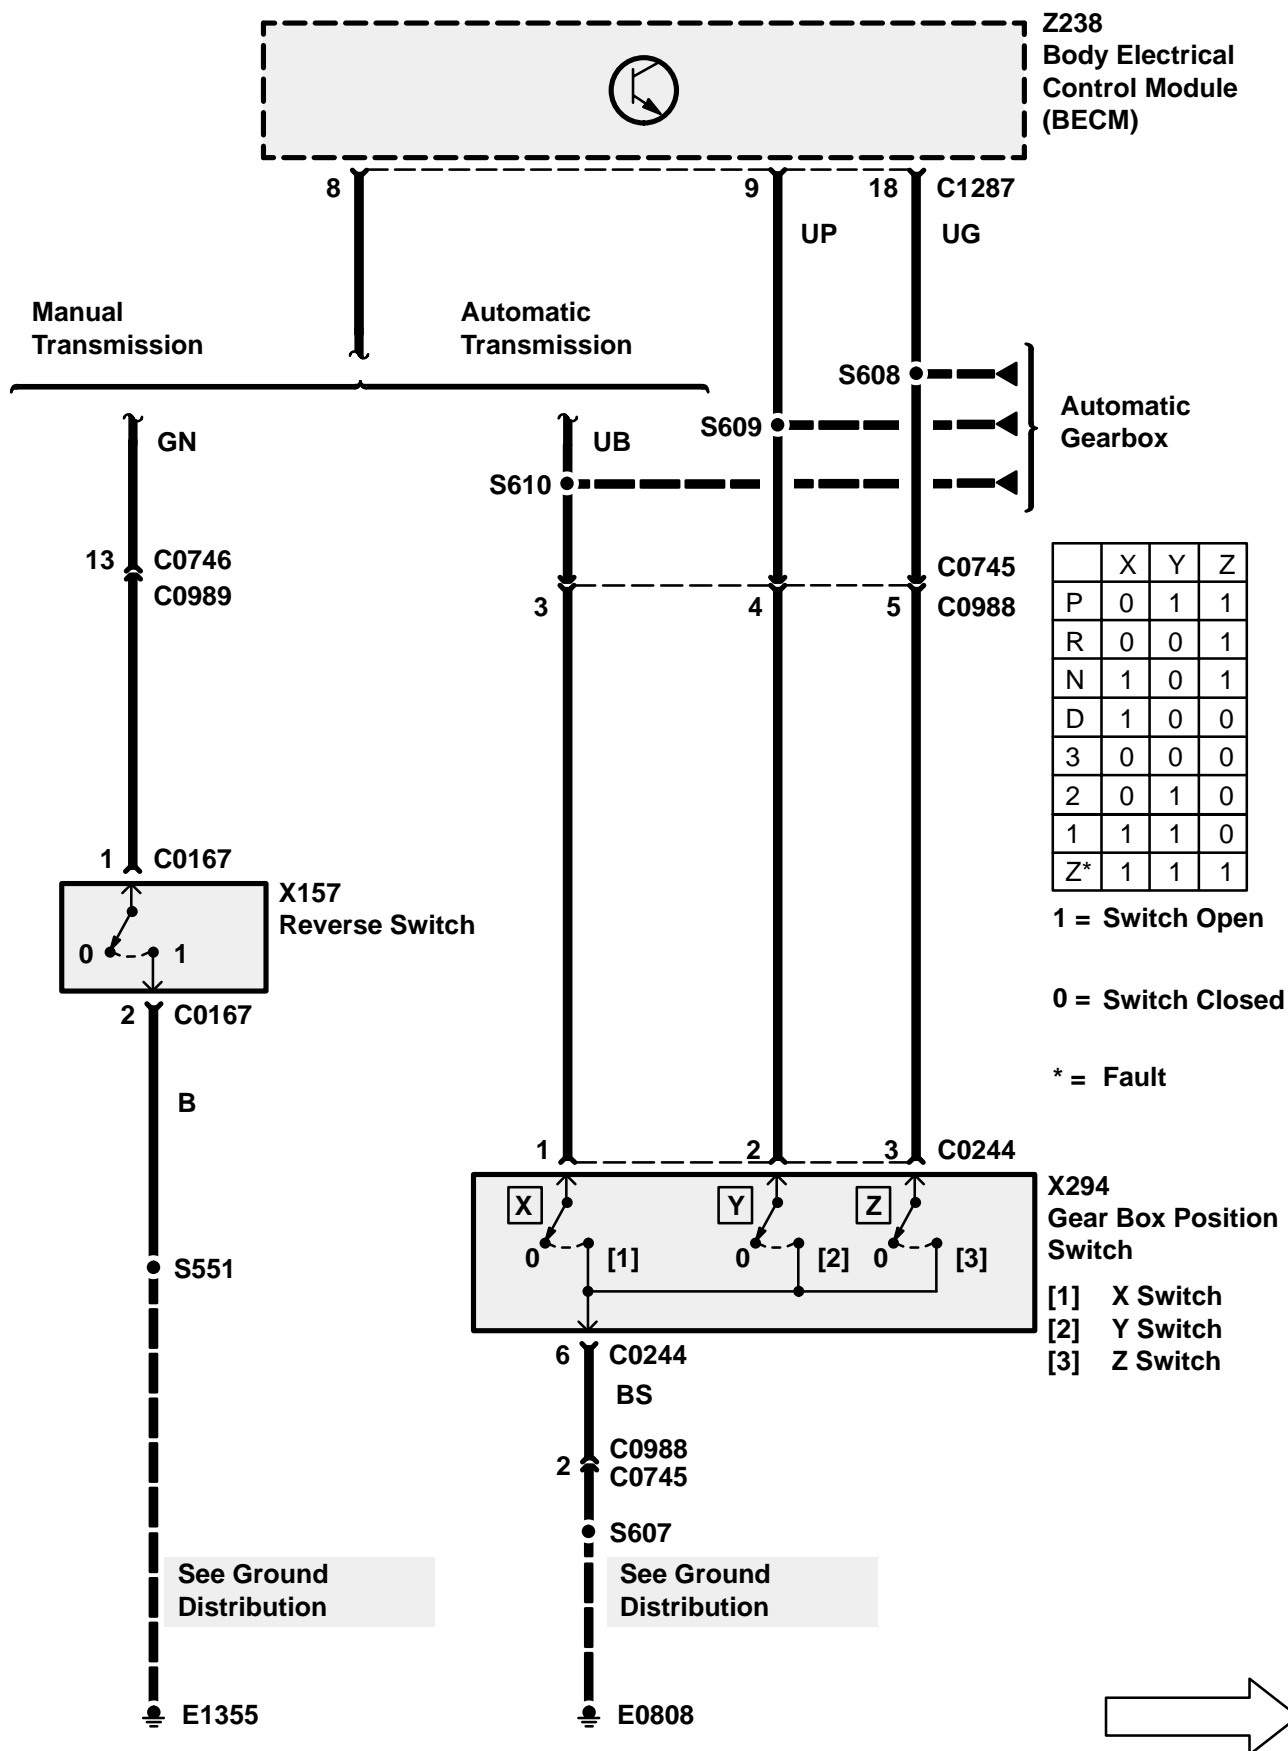 Z238
Body Electrical
Control Module
(BECM)
8
9
18
C1287
UP
UG
Manual
Transmission
Automatic
Transmission
S608
S609
S610
Automatic
Gearbox
GN
UB
13
C0746
C0989
C0745
3
4
5
C0988
X Y Z
P 0 1 1
R 0 0 1
N 1 0 1
D 1 0 0
3 0 0 0
2 0 1 0
1 1 1 0
Z* 1 1 1
1 = Switch Open
0 = Switch Closed
* = Fault
1
C0167
X157
Reverse Switch
0
1
2
C0167
B
S551
1
2
3
C0244
X
Y
Z
0
[1]
0
[2]
0
[3]
X294
Gear Box Position
Switch
[1] X Switch
[2] Y Switch
[3] Z Switch
6
C0244
BS
2
C0988
C0745
S607
See Ground
Distribution
See Ground
Distribution
E1355
E0808